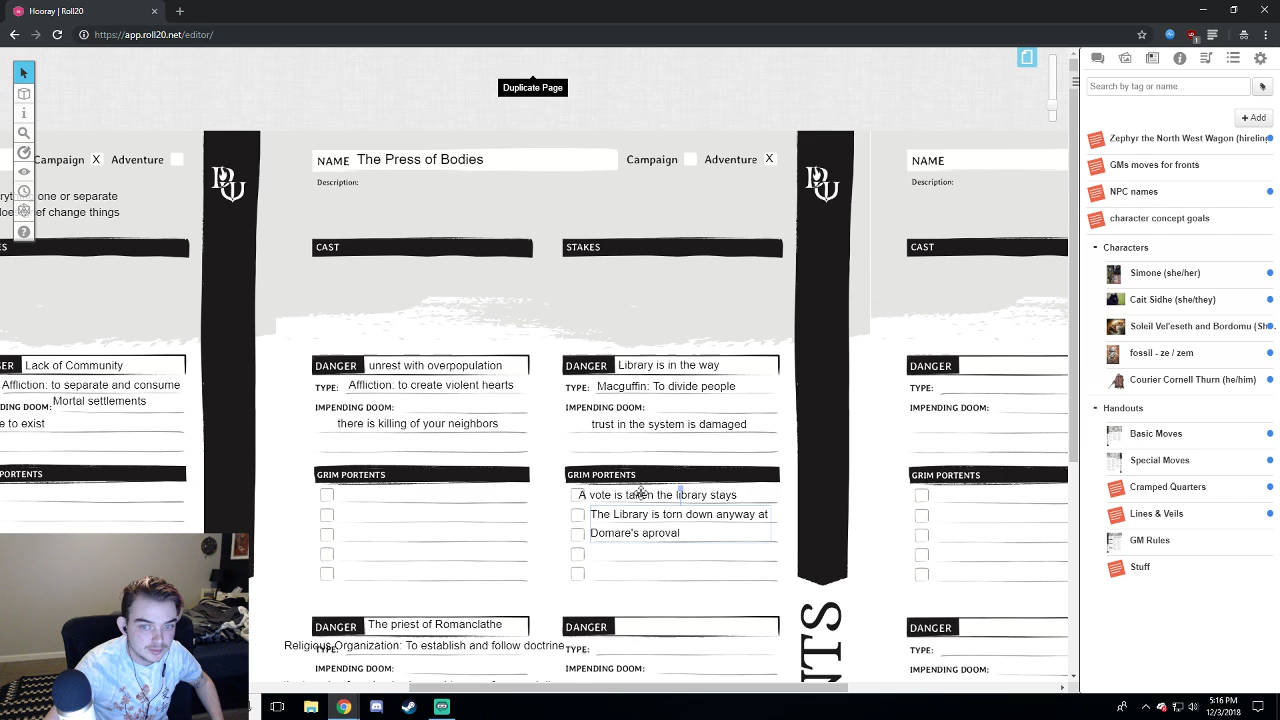 Hooray | Roll20
https://app.roll20.net/editor/
Duplicate Page
Campaign X Adventure
one or separate
change things
NAME The Press of Bodies
Campaign Adventure X
Description:
NAME
Description:
CAST
STAKES
CAST
DANGER Lack of Community
Affliction: to separate and consume
Mortal settlements
e to exist
PORTENTS
DANGER unrest with overpopulation
TYPE: Affliction: to create violent hearts
IMPENDING DOOM:
there is killing of your neighbors
GRIM PORTENTS
DANGER Library is in the way
TYPE: Macguffin: To divide people
IMPENDING DOOM:
trust in the system is damaged
GRIM PORTENTS
A vote is taken the library stays
The Library is torn down anyway at
Domare's aproval
DANGER
TYPE:
IMPENDING DOOM:
GRIM PORTENTS
DANGER The priest of Romanclathe
Religious Organization: To establish and follow doctrine
TYPE:
IMPENDING DOOM:
DANGER
TYPE:
IMPENDING DOOM:
DANGER
TYPE:
IMPENDING DOOM:
NTS
Search by tag or name...
+ Add
Zephyr the North West Wagon (hireling
GMs moves for fronts
NPC names
character concept goals
Characters
Simone (she/her)
Cait Sidhe (she/they)
Soleil Vel'eseth and Bardomu (Sh
fossil - ze / zem
Courier Cornell Thurn (he/him)
Handouts
Basic Moves
Special Moves
Cramped Quarters
Lines & Veils
GM Rules
Stuff
5:16 PM
12/3/2018